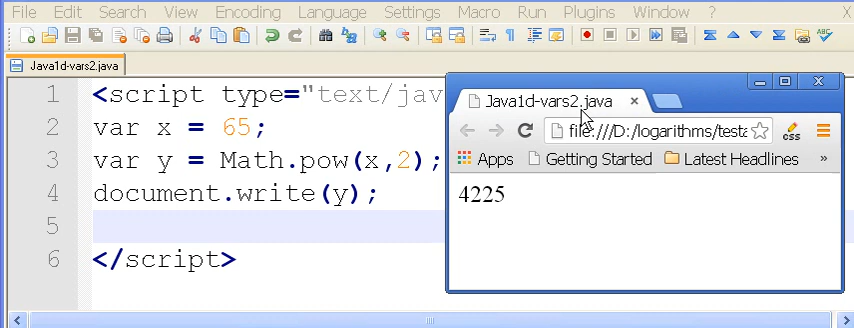 File Edit Search View Encoding Language Settings Macro Run Plugins Window ? X
Java1d-vars2.java
1 <script type="text/jav
2 var x = 65;
3 var y = Math.pow(x,2);
4 document.write(y);
5
6 </script>
Java1d-vars2.java
file:///D:/logarithms/testa
CSS
Apps Getting Started Latest Headlines »
4225